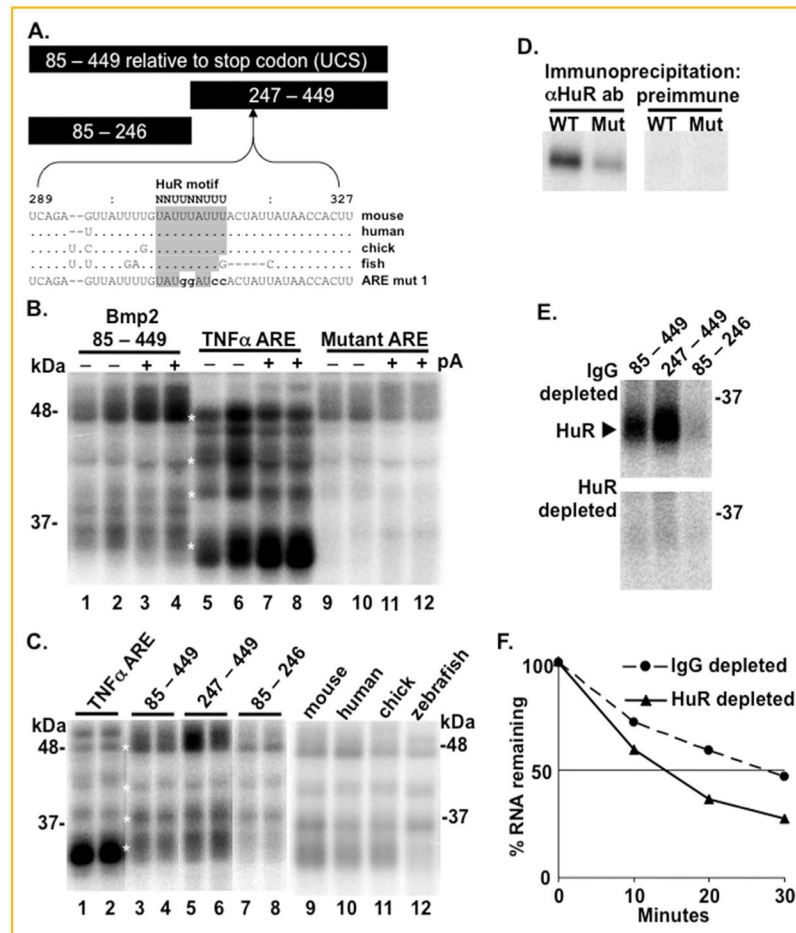 A.
85 – 449 relative to stop codon (UCS)
247 – 449
85 – 246
HuR motif
289 : NNUUNNUUU : 327
UCAGA--GUUAUUUUGUAUUUAUUUACUAUUAUAACCACUU mouse
.....--U................................. human
.....U.C......G.......................... chick
.....U.U....GA..........G-----C.......... fish
UCAGA--GUUAUUUUGUAUggAUccACUAUUAUAACCACUU ARE mut 1
B.
Bmp2
85 – 449 TNFα ARE Mutant ARE
kDa – – + + – – + + – – + + pA
48-
37-
* * * *
1 2 3 4 5 6 7 8 9 10 11 12
C.
TNFα ARE 85 – 449 247 – 449 85 – 246 mouse human chick zebrafish
kDa kDa
48- -48
37- -37
* * * *
1 2 3 4 5 6 7 8 9 10 11 12
D.
Immunoprecipitation:
αHuR ab preimmune
WT Mut WT Mut
E.
85 – 449 247 – 449 85 – 246
IgG depleted -37
HuR
HuR depleted -37
F.
100
50
0
% RNA remaining
IgG depleted
HuR depleted
0 10 20 30
Minutes